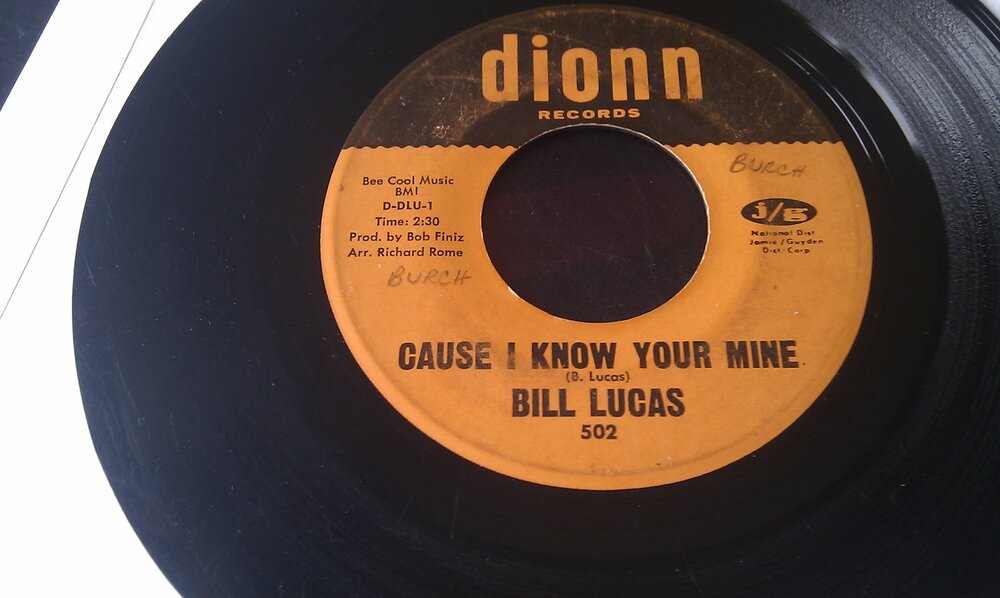 dionn
RECORDS
Bee Cool Music
BMI
D-DLU-1
Time: 2:30
Prod. by Bob Finiz
Arr. Richard Rome
BURCH
BURCH
j/g
National Dist
Jamie/Guyden
Dist Corp
CAUSE I KNOW YOUR MINE
(B. Lucas)
BILL LUCAS
502